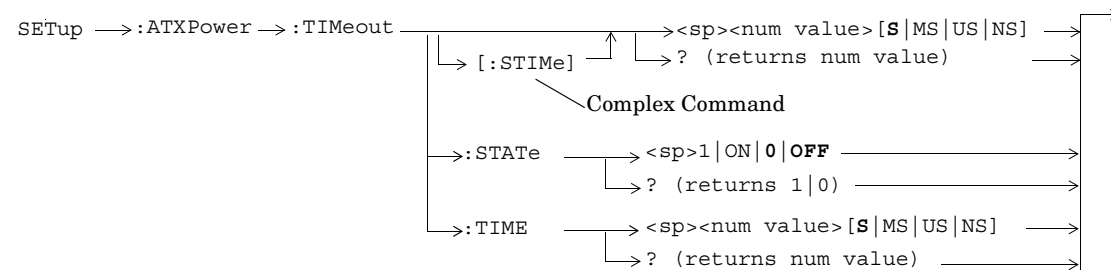 SETup :ATXPower :TIMeout <sp><num value>[S|MS|US|NS]
[:STIMe] ? (returns num value)
Complex Command
:STATe <sp>1|ON|0|OFF
? (returns 1|0)
:TIME <sp><num value>[S|MS|US|NS]
? (returns num value)